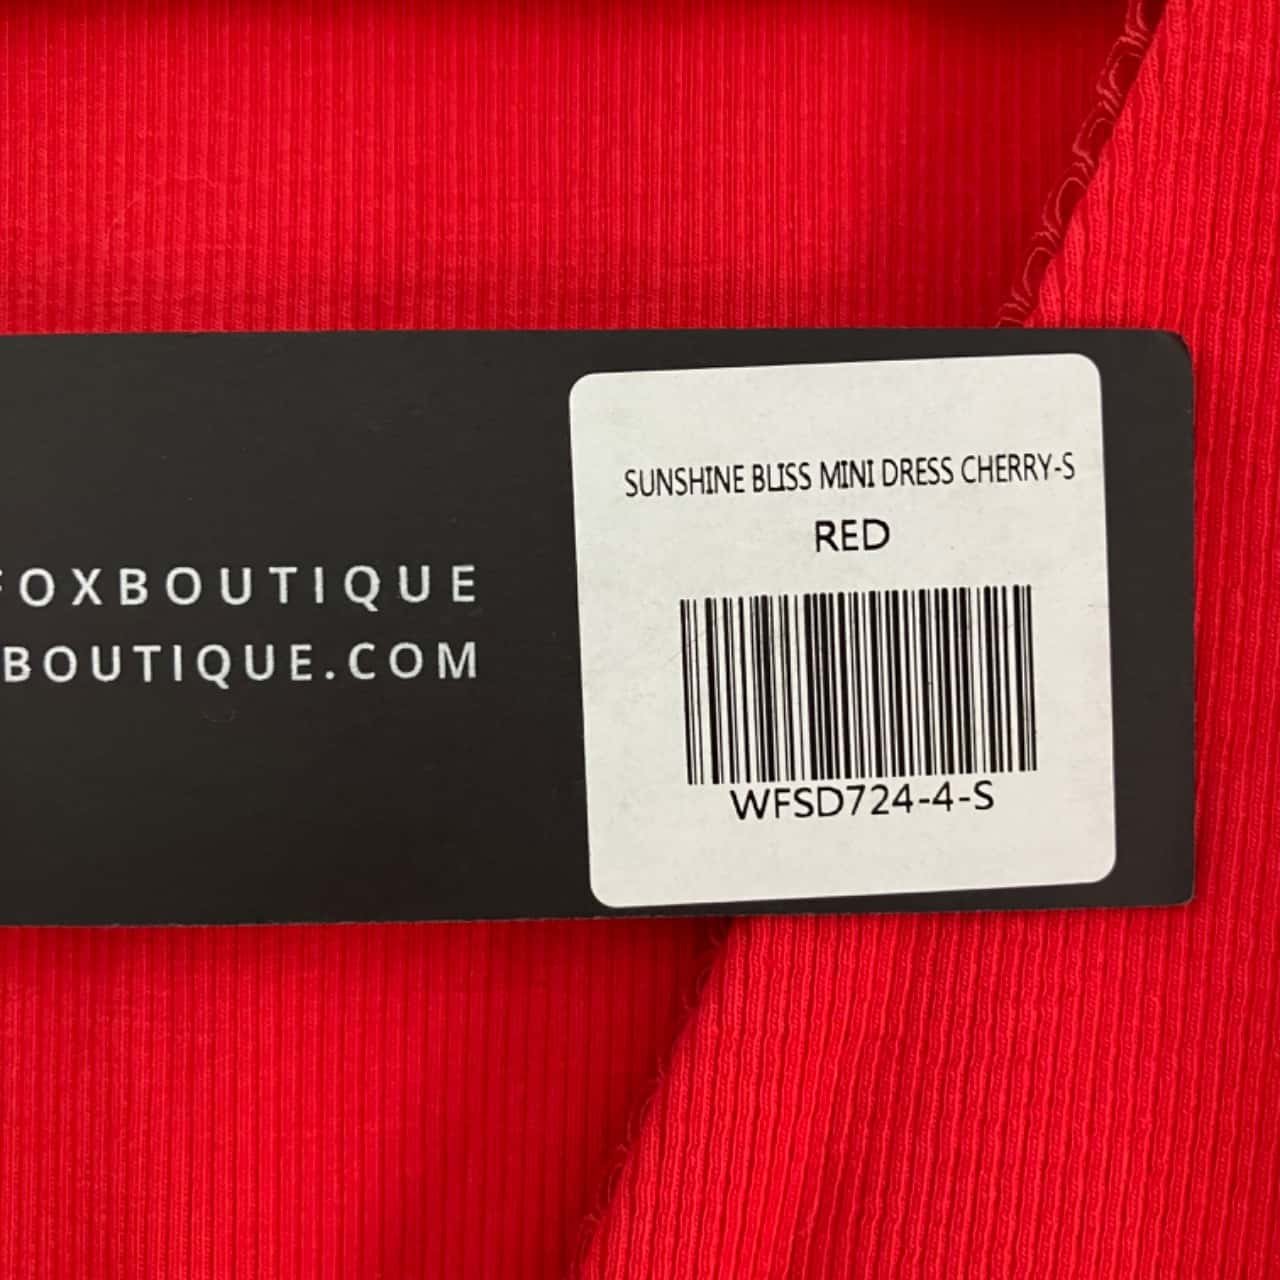 FOXBOUTIQUE
BOUTIQUE.COM
SUNSHINE BLISS MINI DRESS CHERRY-S
RED
WFSD724-4-S